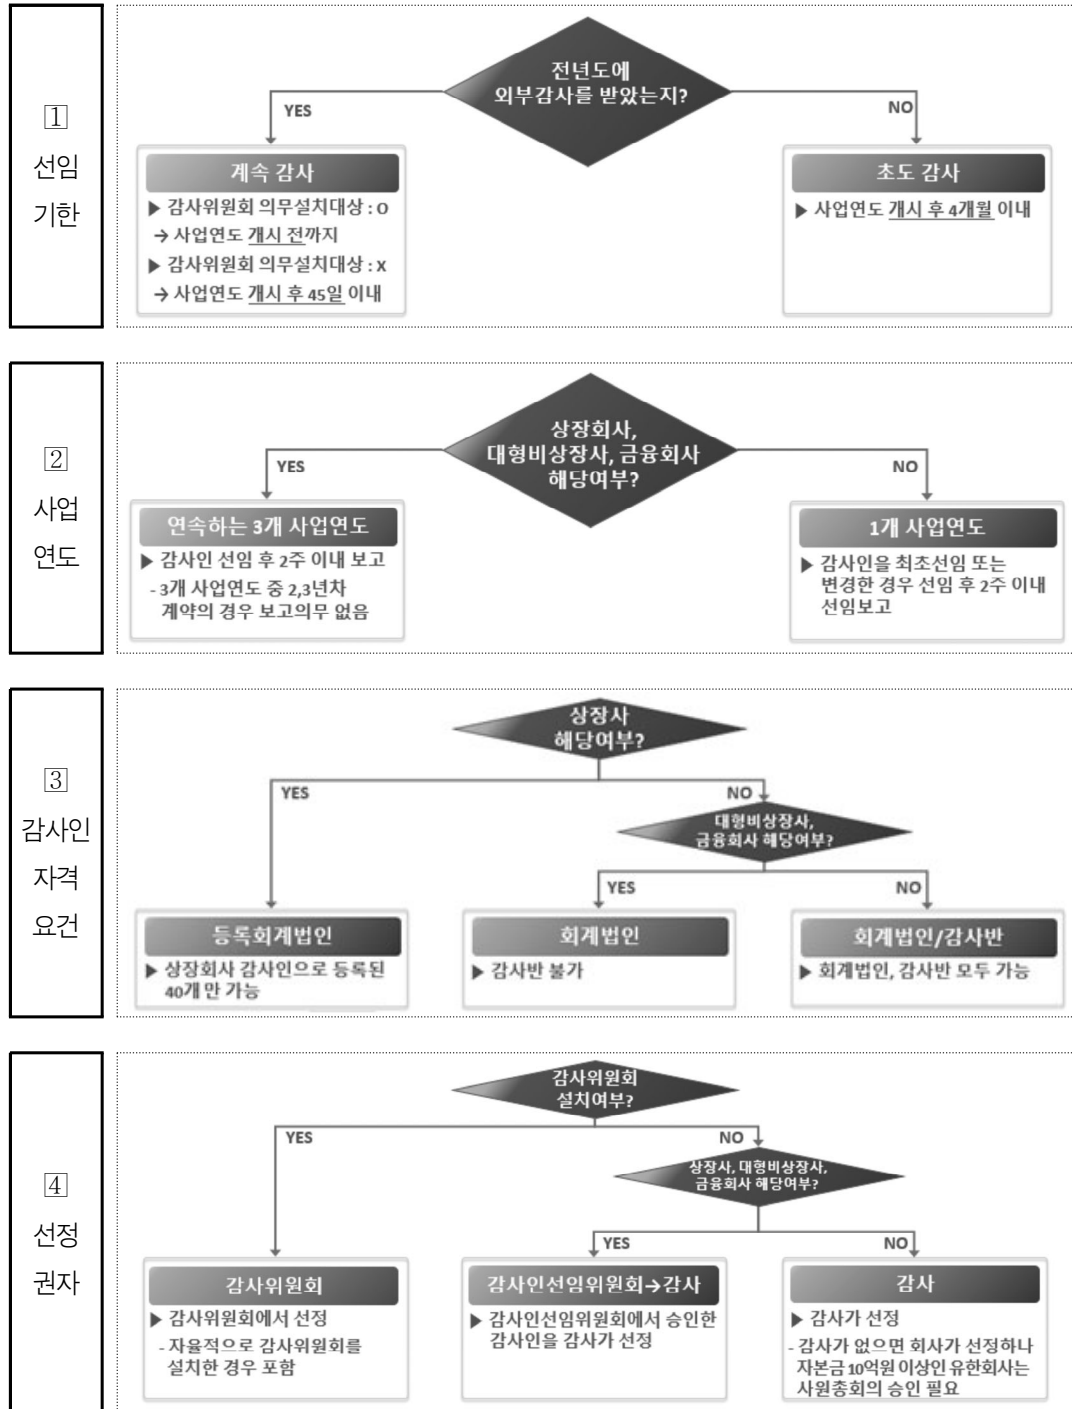 1
선임
기한
전년도에
외부감사를 받았는지?
YES
NO
계속 감사
▶ 감사위원회 의무설치대상 : O
→ 사업연도 개시 전까지
▶ 감사위원회 의무설치대상 : X
→ 사업연도 개시 후 45일 이내
초도 감사
▶ 사업연도 개시 후 4개월 이내
2
사업
연도
상장회사,
대형비상장사, 금융회사
해당여부?
YES
NO
연속하는 3개 사업연도
▶ 감사인 선임 후 2주 이내 보고
- 3개 사업연도 중 2,3년차
계약의 경우 보고의무 없음
1개 사업연도
▶ 감사인을 최초선임 또는
변경한 경우 선임 후 2주 이내
선임보고
3
감사인
자격
요건
상장사
해당여부?
YES
NO
대형비상장사,
금융회사 해당여부?
YES
NO
등록회계법인
▶ 상장회사 감사인으로 등록된
40개 만 가능
회계법인
▶ 감사반 불가
회계법인/감사반
▶ 회계법인, 감사반 모두 가능
4
선정
권자
감사위원회
설치여부?
YES
NO
상장사, 대형비상장사,
금융회사 해당여부?
YES
NO
감사위원회
▶ 감사위원회에서 선정
- 자율적으로 감사위원회를
설치한 경우 포함
감사인선임위원회→감사
▶ 감사인선임위원회에서 승인한
감사인을 감사가 선정
감사
▶ 감사가 선정
- 감사가 없으면 회사가 선정하나
자본금 10억원 이상인 유한회사는
사원총회의 승인 필요